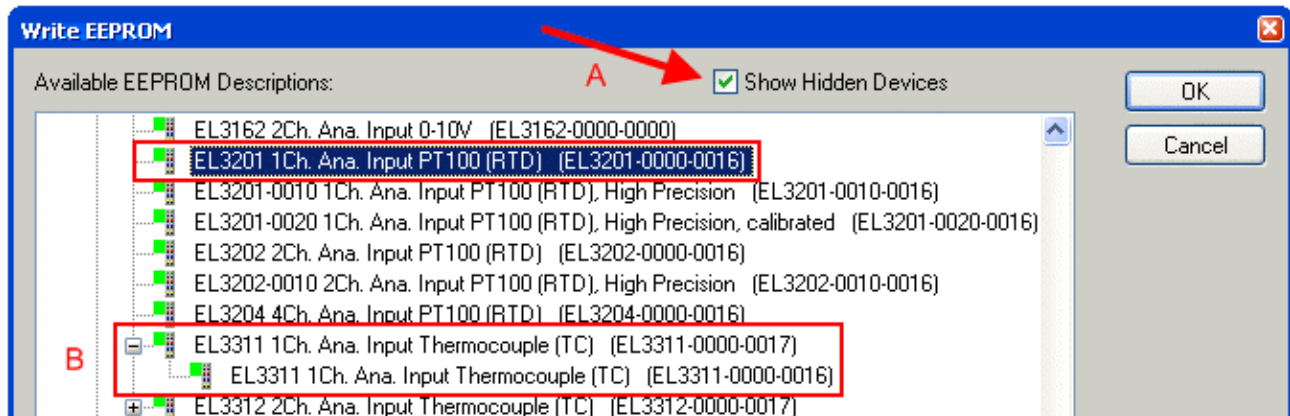 Write EEPROM
Available EEPROM Descriptions: A Show Hidden Devices OK
EL3162 2Ch. Ana. Input 0-10V (EL3162-0000-0000)
Cancel
EL3201 1Ch. Ana. Input PT100 (RTD) (EL3201-0000-0016)
EL3201-0010 1Ch. Ana. Input PT100 (RTD), High Precision (EL3201-0010-0016)
EL3201-0020 1Ch. Ana. Input PT100 (RTD), High Precision, calibrated (EL3201-0020-0016)
EL3202 2Ch. Ana. Input PT100 (RTD) (EL3202-0000-0016)
EL3202-0010 2Ch. Ana. Input PT100 (RTD), High Precision (EL3202-0010-0016)
EL3204 4Ch. Ana. Input PT100 (RTD) (EL3204-0000-0016)
B EL3311 1Ch. Ana. Input Thermocouple (TC) (EL3311-0000-0017)
EL3311 1Ch. Ana. Input Thermocouple (TC) (EL3311-0000-0016)
EL3312 2Ch. Ana. Input Thermocouple (TC) (EL3312-0000-0017)